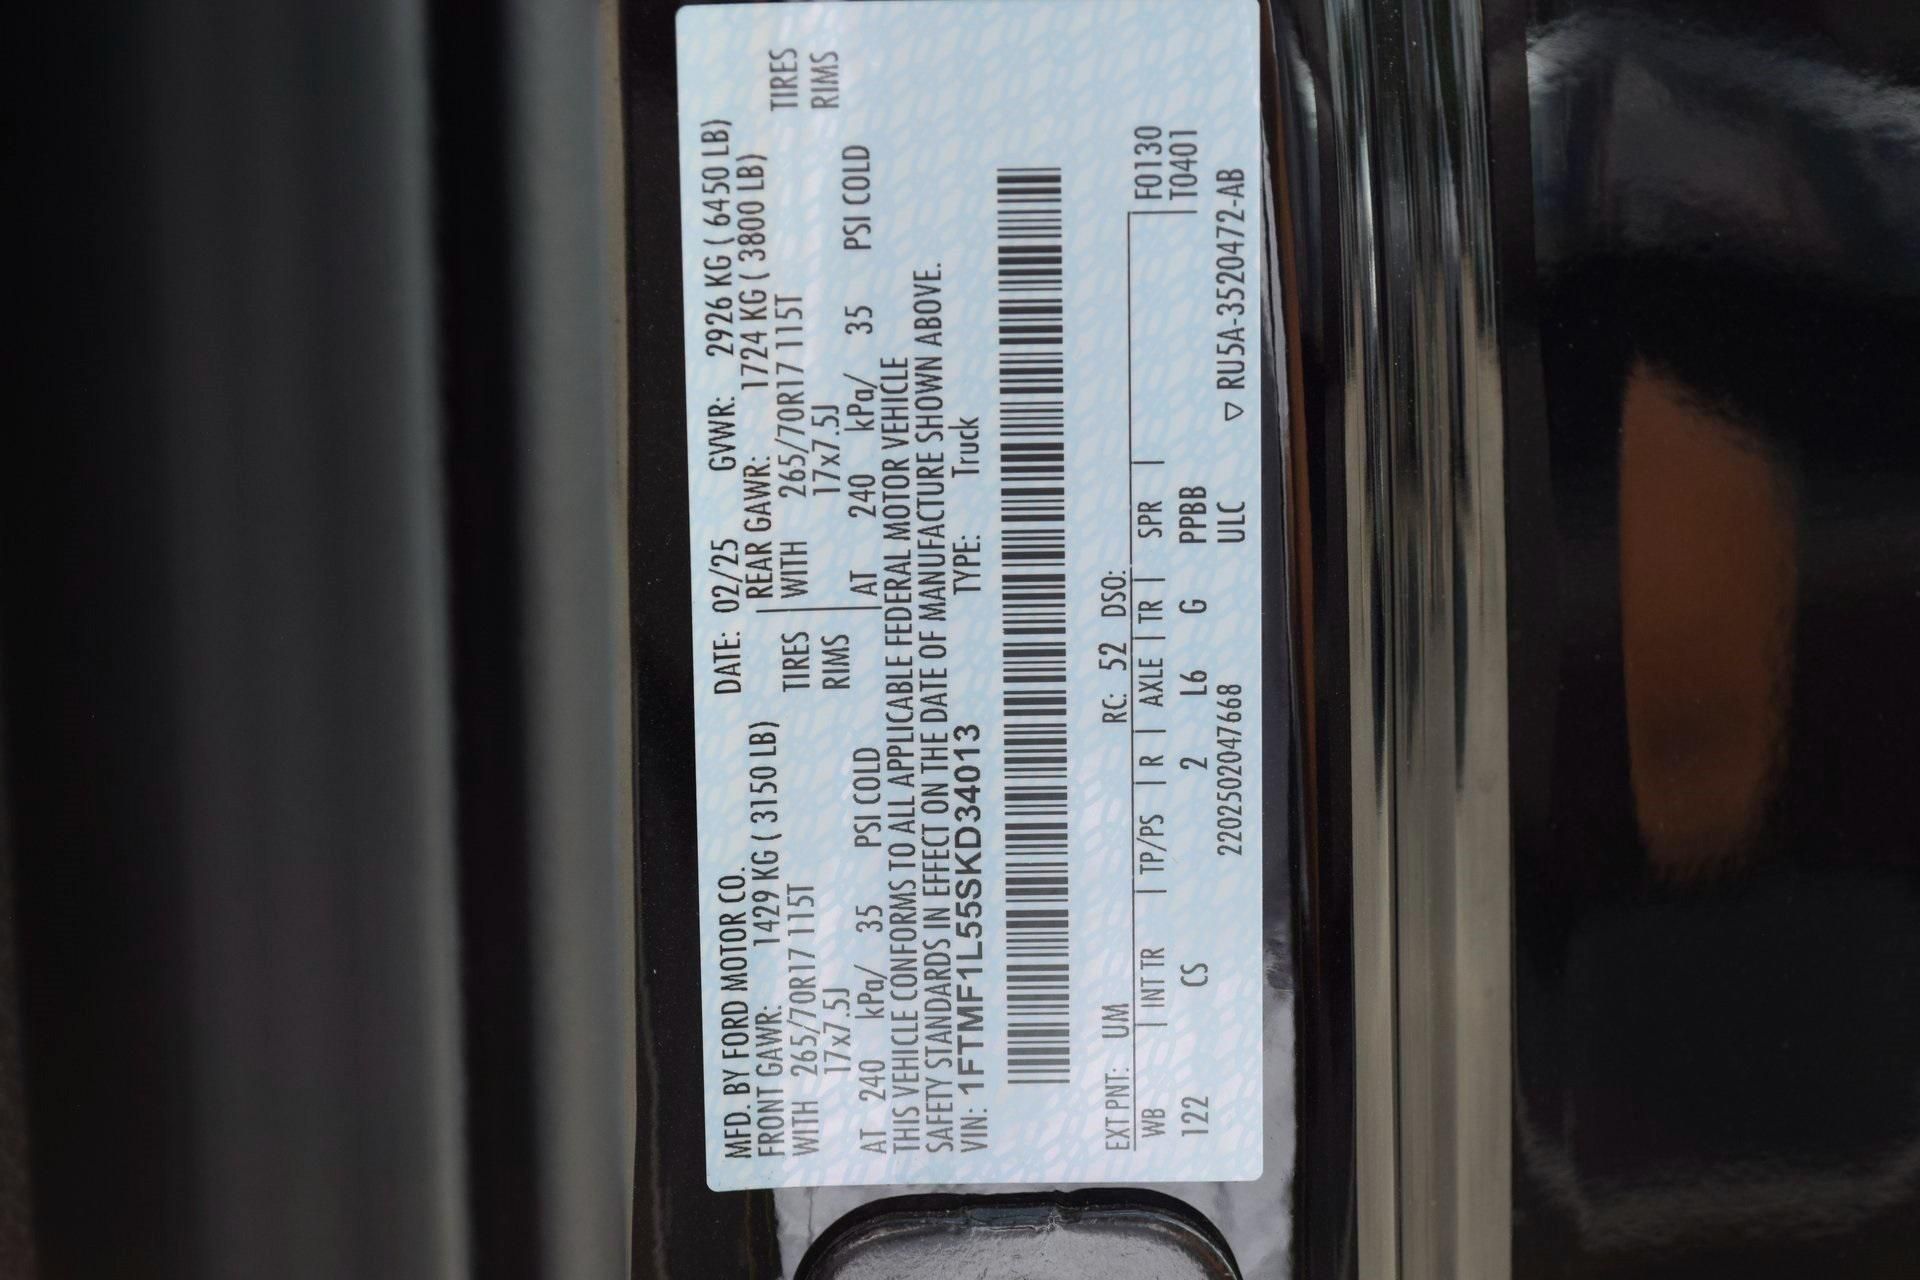 MFD. BY FORD MOTOR CO. DATE: 02/25 GVWR: 2926 KG ( 6450 LB)
FRONT GAWR: 1429 KG ( 3150 LB) REAR GAWR: 1724 KG ( 3800 LB)
WITH 265/70R17 115T TIRES WITH 265/70R17 115T TIRES
17x7.5J RIMS 17x7.5J RIMS
AT 240 kPa/ 35 PSI COLD AT 240 kPa/ 35 PSI COLD
THIS VEHICLE CONFORMS TO ALL APPLICABLE FEDERAL MOTOR VEHICLE
SAFETY STANDARDS IN EFFECT ON THE DATE OF MANUFACTURE SHOWN ABOVE.
VIN: 1FTMF1L55SKD34013 TYPE: Truck
EXT PNT: UM RC: 52 DSO:
WB | INT TR | TP/PS | R | AXLE | TR | SPR | F0130
122 CS 2 L6 G PPBB T0401
2202502047668 ULC ▽ RU5A-3520472-AB